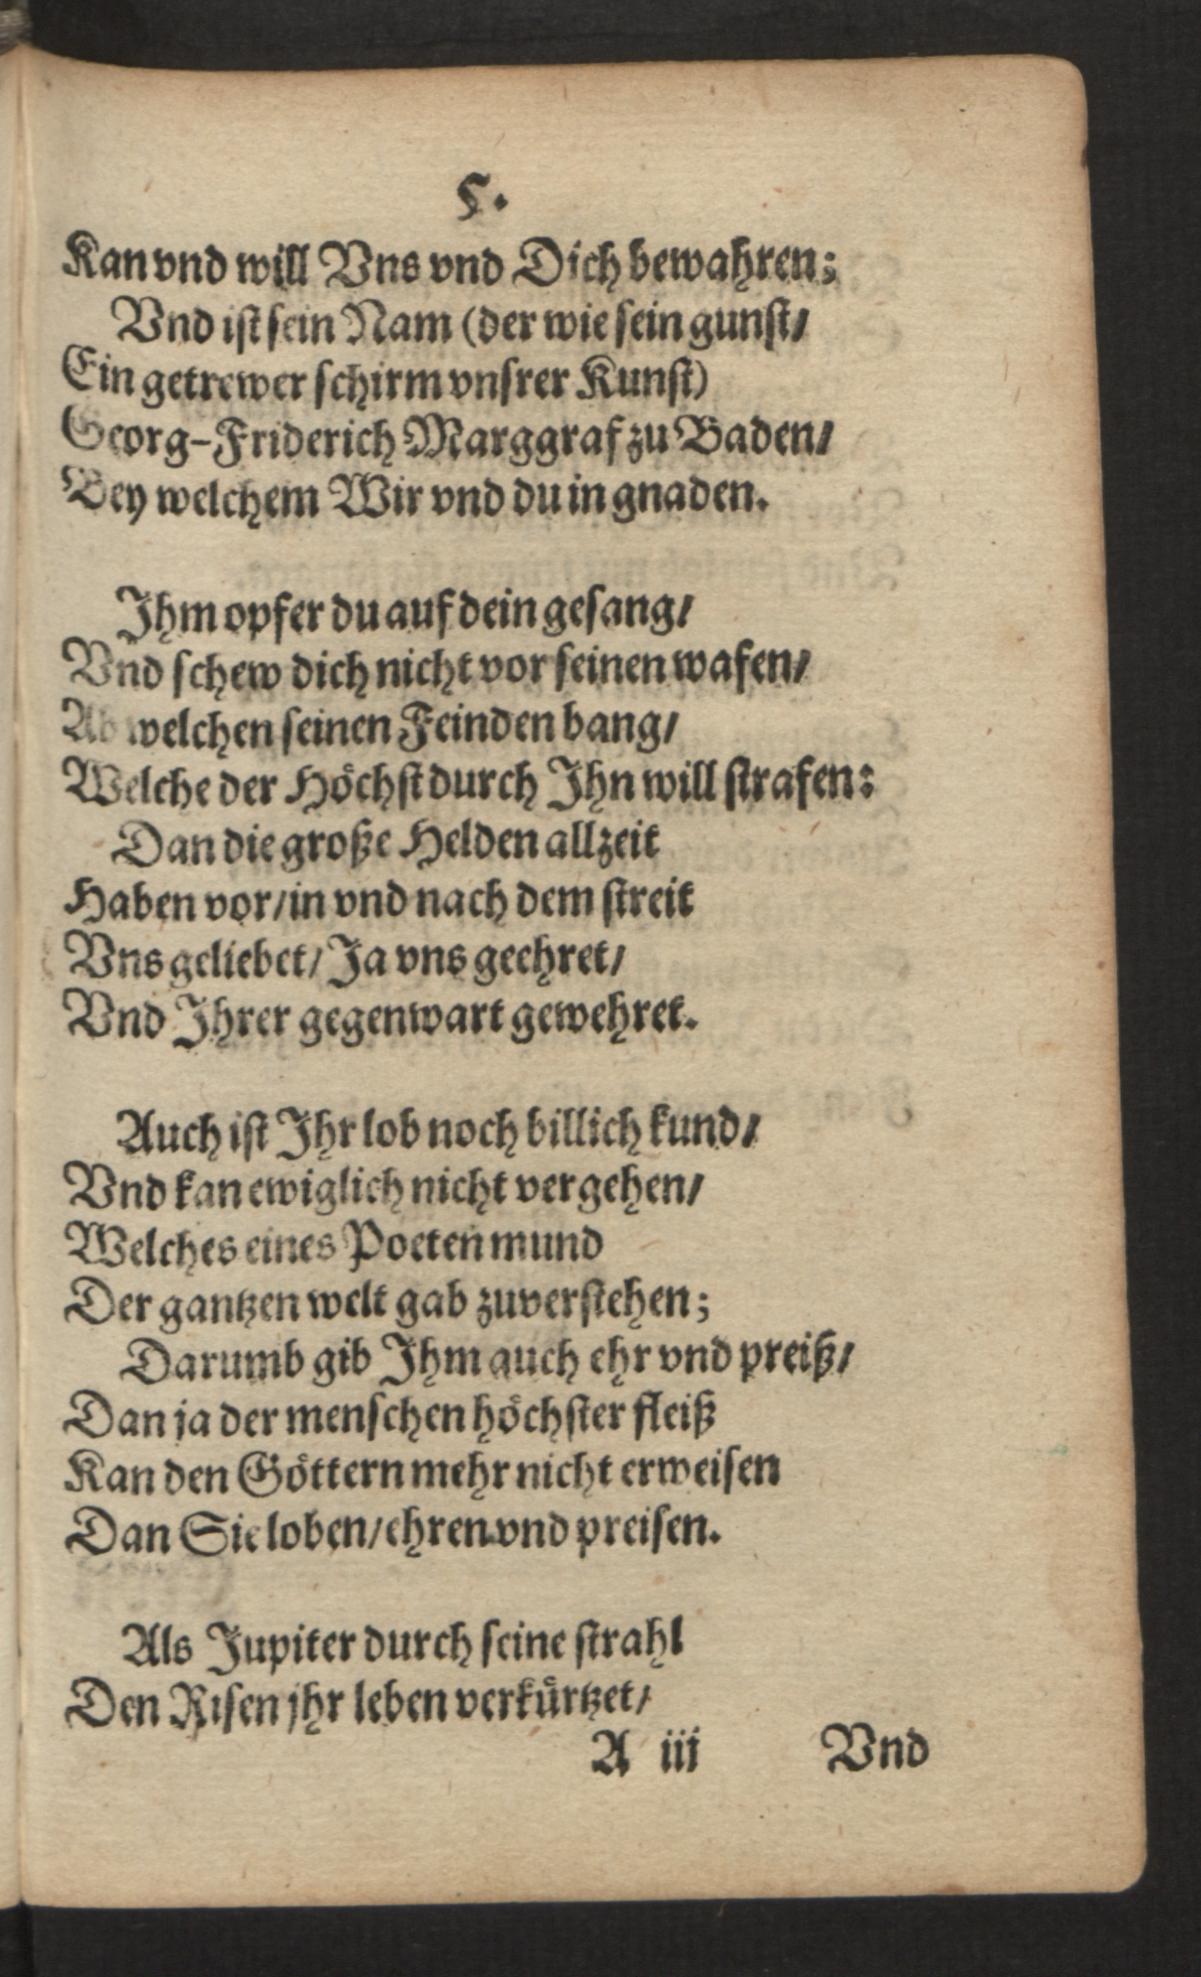 5.
Kan vnd will Vns vnd Dich bewahren;
Vnd ist sein Nam (der wie sein gunst/
Ein getrewer schirm vnsrer Kunst)
Georg-Friderich Marggraf zu Baden/
Bey welchem Wir vnd du in gnaden.
Ihm opfer du auf dein gesang/
Vnd schew dich nicht vor seinen wafen/
Ab welchen seinen Feinden bang/
Welche der Höchst durch Ihn will strafen:
Dan die große Helden allzeit
Haben vor/in vnd nach dem streit
Vns geliebet/Ja vns geehret/
Vnd Ihrer gegenwart gewehret.
Auch ist Ihr lob noch billich kund/
Vnd kan ewiglich nicht vergehen/
Welches eines Poeten mund
Der gantzen welt gab zuverstehen;
Darumb gib Ihm auch ehr vnd preiß/
Dan ja der menschen höchster fleiß
Kan den Göttern mehr nicht erweisen
Dan Sie loben/ehren vnd preisen.
Als Jupiter durch seine strahl
Den Risen jhr leben verkürtzet/
A iii Vnd